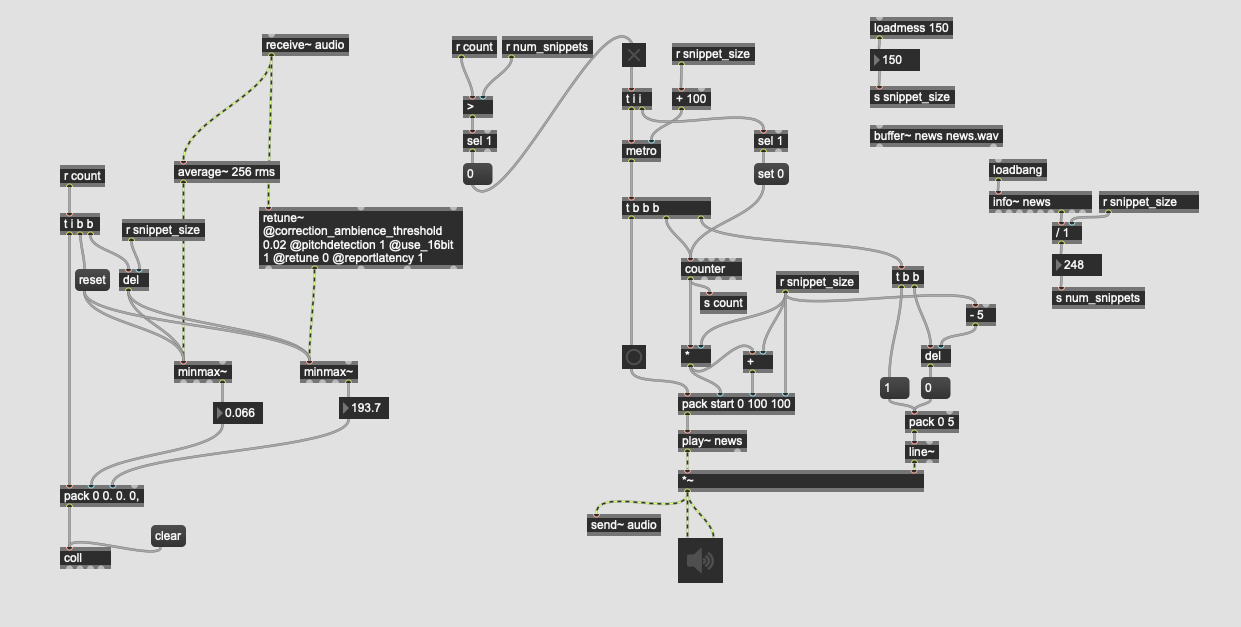 loadmess 150
receive~ audio
r count
r num_snippets
r snippet_size
150
>
t i i
+ 100
s snippet_size
sel 1
sel 1
buffer~ news news.wav
metro
r count
average~ 256 rms
0
set 0
loadbang
t b b b
info~ news
r snippet_size
t i b b
r snippet_size
retune~
@correction_ambience_threshold
0.02 @pitchdetection 1 @use_16bit
1 @retune 0 @reportlatency 1
/ 1
counter
248
reset
del
r snippet_size
t b b
s count
s num_snippets
- 5
*
+
del
minmax~
minmax~
1
0
0.066
193.7
pack start 0 100 100
pack 0 5
play~ news
line~
*~
pack 0 0. 0. 0,
send~ audio
clear
coll